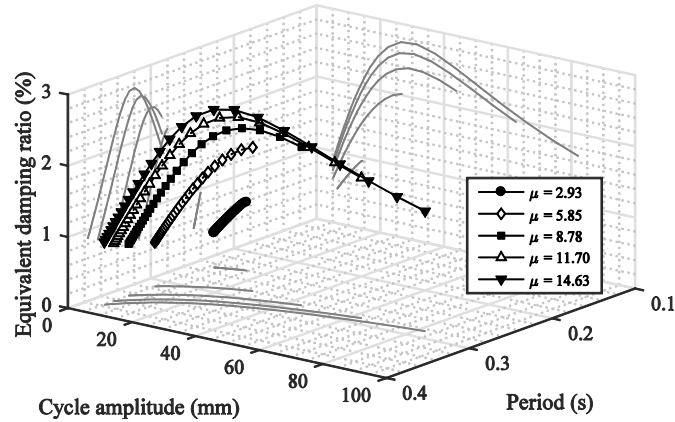 Equivalent damping ratio (%)
3
2
1
0
0
20
40
60
80
100
Cycle amplitude (mm)
0.4
0.3
0.2
0.1
Period (s)
μ = 2.93
μ = 5.85
μ = 8.78
μ = 11.70
μ = 14.63